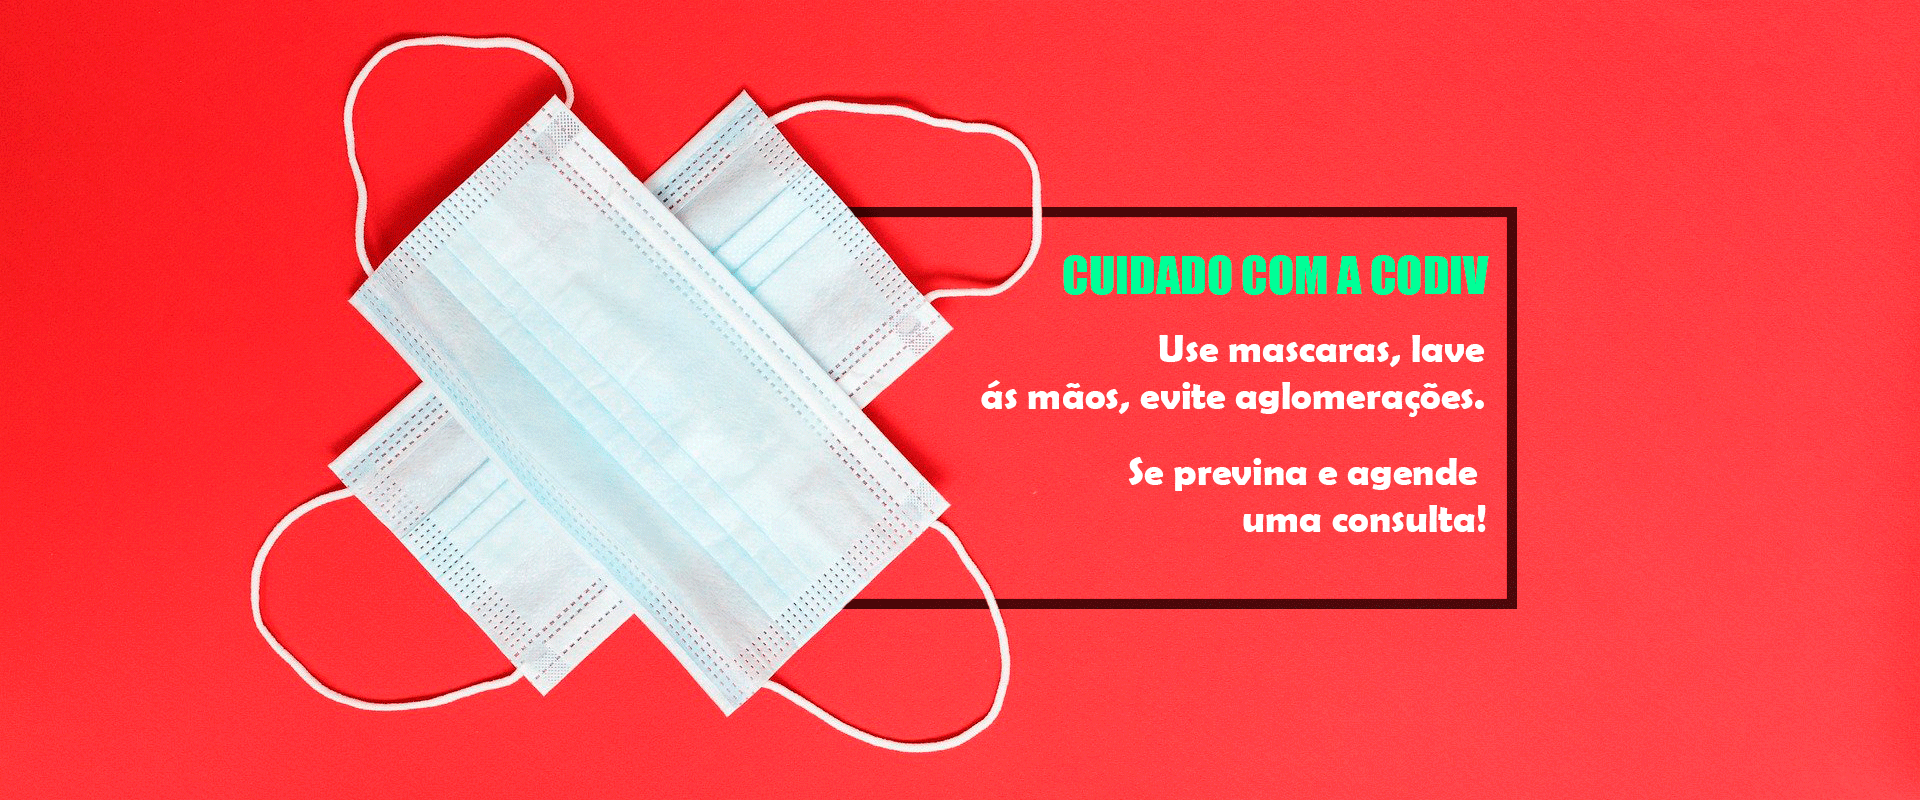 CUIDADO COM A CODIV
Use mascaras, lave
ás mãos, evite aglomerações.
Se previna e agende
uma consulta!